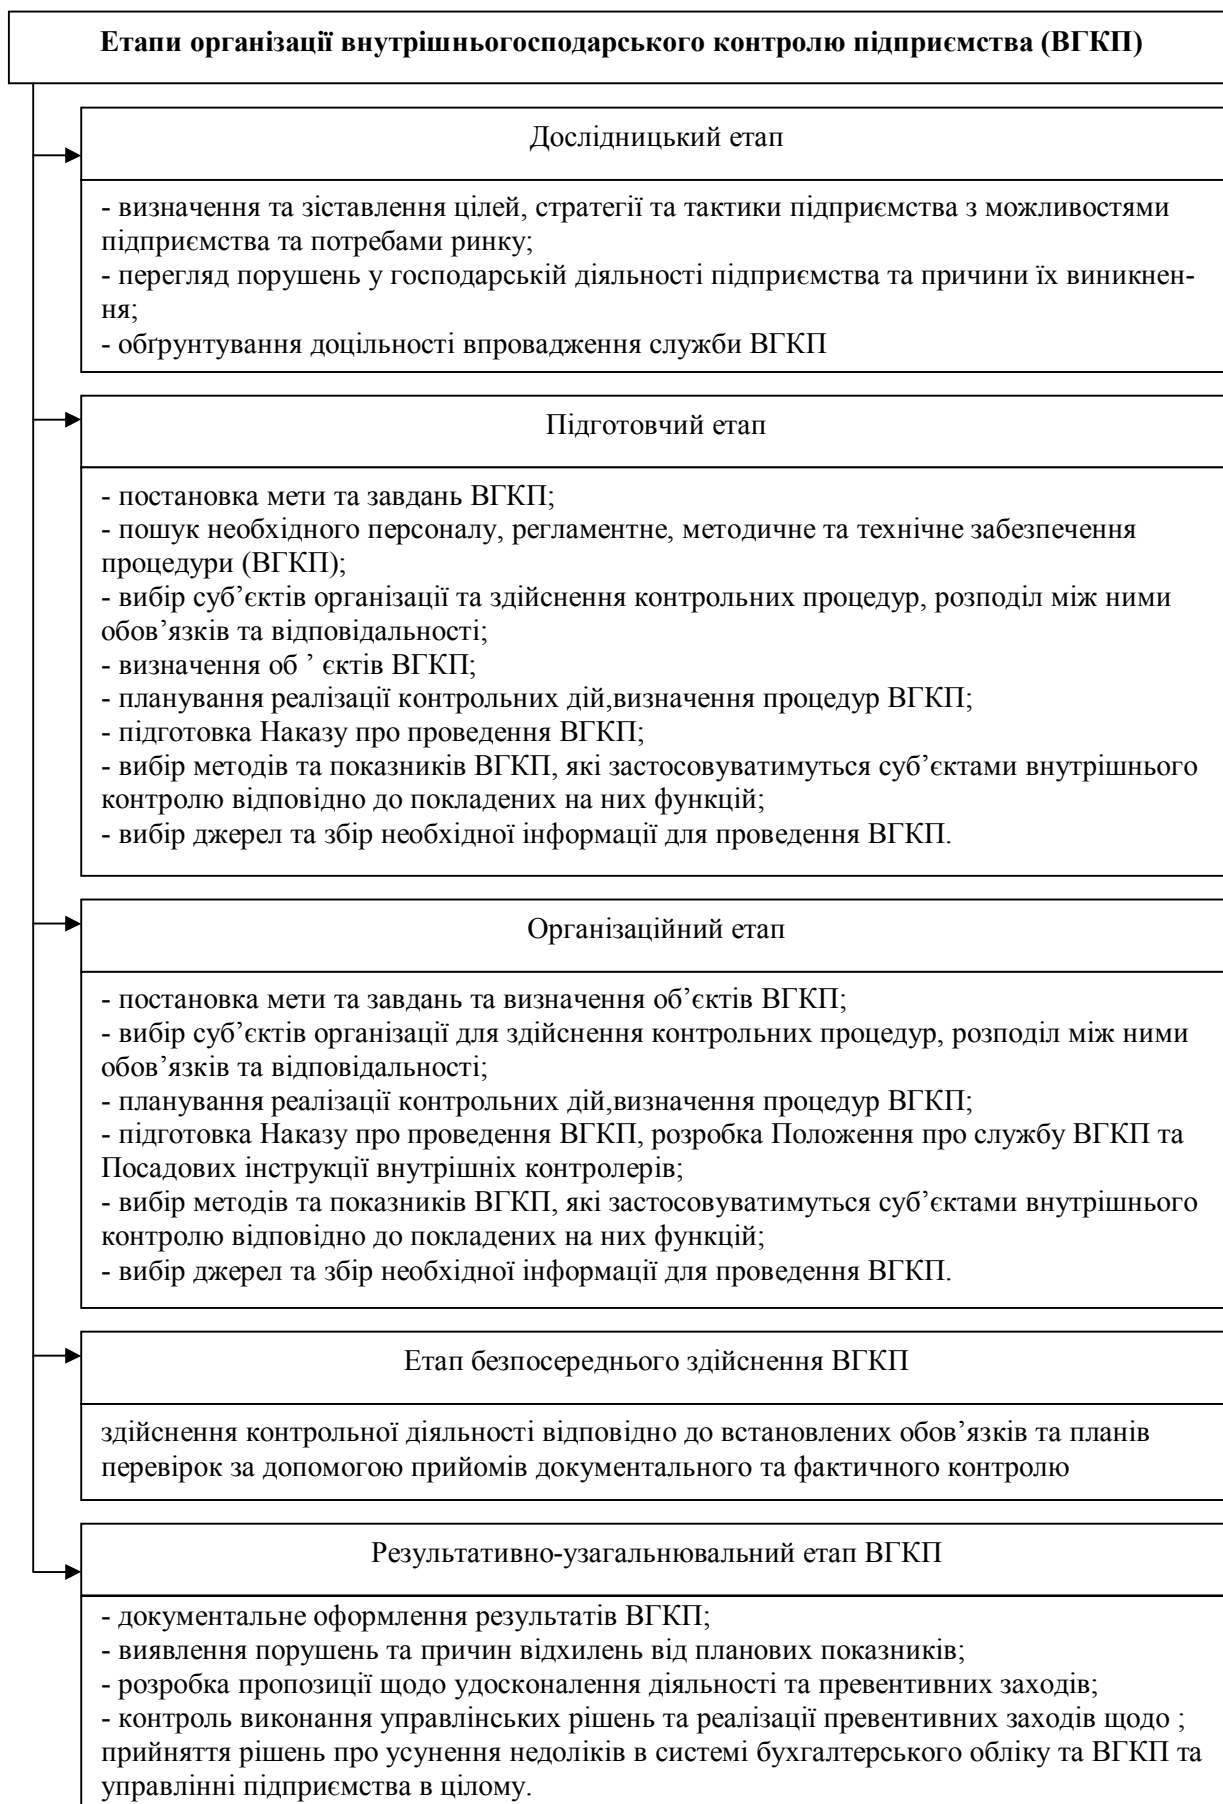 Етапи організації внутрішньогосподарського контролю підприємства (ВГКП)
Дослідницький етап
- визначення та зіставлення цілей, стратегії та тактики підприємства з можливостями
підприємства та потребами ринку;
- перегляд порушень у господарській діяльності підприємства та причини їх виникнен-
ня;
- обґрунтування доцільності впровадження служби ВГКП
Підготовчий етап
- постановка мети та завдань ВГКП;
- пошук необхідного персоналу, регламентне, методичне та технічне забезпечення
процедури (ВГКП);
- вибір суб’єктів організації та здійснення контрольних процедур, розподіл між ними
обов’язків та відповідальності;
- визначення об ’ єктів ВГКП;
- планування реалізації контрольних дій,визначення процедур ВГКП;
- підготовка Наказу про проведення ВГКП;
- вибір методів та показників ВГКП, які застосовуватимуться суб’єктами внутрішнього
контролю відповідно до покладених на них функцій;
- вибір джерел та збір необхідної інформації для проведення ВГКП.
Організаційний етап
- постановка мети та завдань та визначення об’єктів ВГКП;
- вибір суб’єктів організації для здійснення контрольних процедур, розподіл між ними
обов’язків та відповідальності;
- планування реалізації контрольних дій,визначення процедур ВГКП;
- підготовка Наказу про проведення ВГКП, розробка Положення про службу ВГКП та
Посадових інструкції внутрішніх контролерів;
- вибір методів та показників ВГКП, які застосовуватимуться суб’єктами внутрішнього
контролю відповідно до покладених на них функцій;
- вибір джерел та збір необхідної інформації для проведення ВГКП.
Етап безпосереднього здійснення ВГКП
здійснення контрольної діяльності відповідно до встановлених обов’язків та планів
перевірок за допомогою прийомів документального та фактичного контролю
Результативно-узагальнювальний етап ВГКП
- документальне оформлення результатів ВГКП;
- виявлення порушень та причин відхилень від планових показників;
- розробка пропозиції щодо удосконалення діяльності та превентивних заходів;
- контроль виконання управлінських рішень та реалізації превентивних заходів щодо ;
прийняття рішень про усунення недоліків в системі бухгалтерського обліку та ВГКП та
управлінні підприємства в цілому.